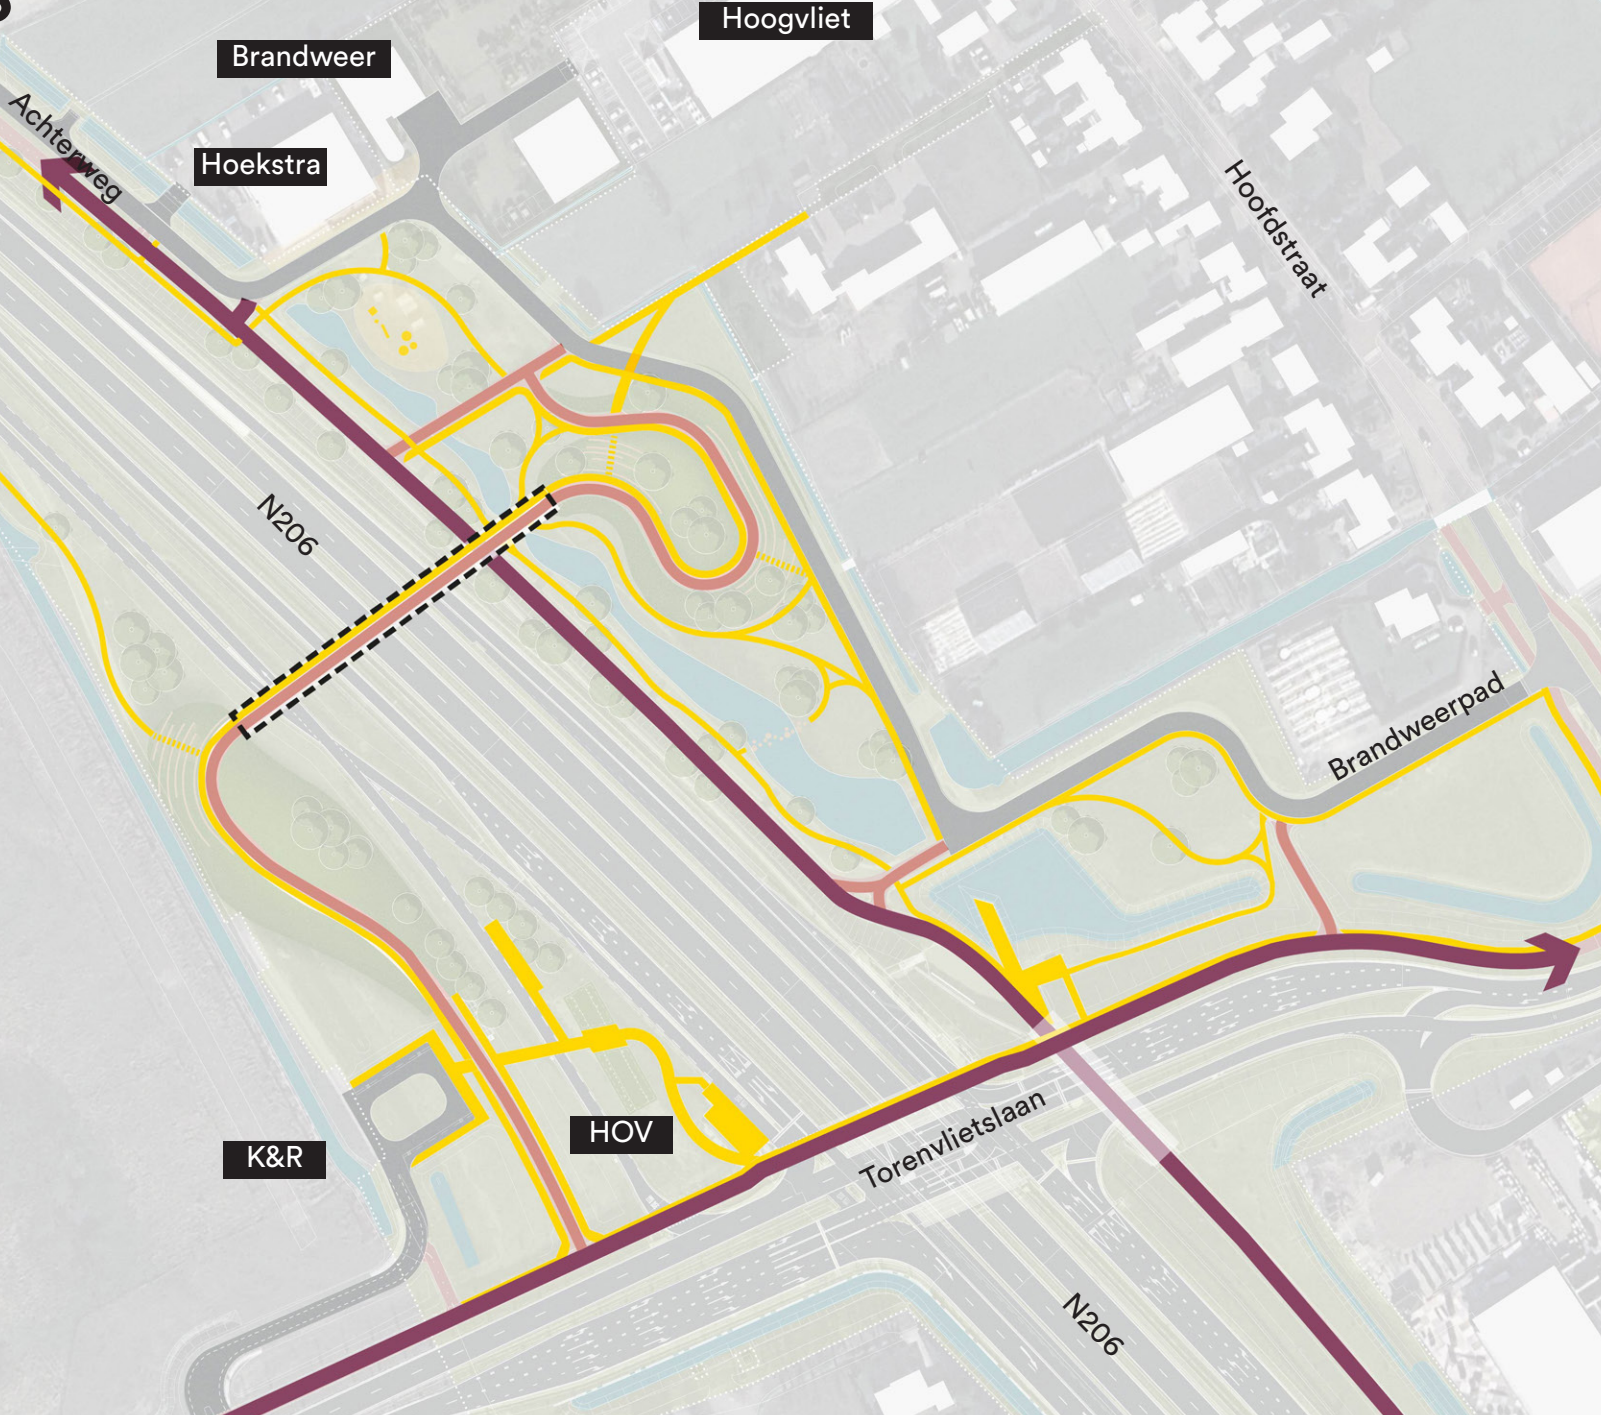 Hoogvliet
Brandweer
Achterweg
Hoekstra
Hoofdstraat
N206
Brandweerpad
Torenvlietslaan
HOV
K&R
N206